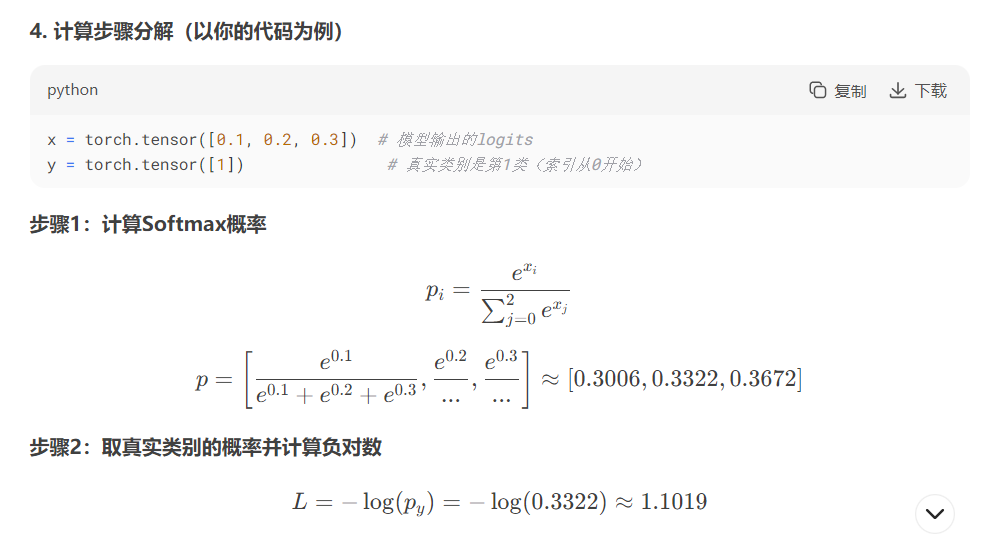 4. 计算步骤分解（以你的代码为例）
python 复制 下载
x = torch.tensor([0.1, 0.2, 0.3])  # 模型输出的logits
y = torch.tensor([1])              # 真实类别是第1类（索引从0开始）
步骤1：计算Softmax概率
p_i = \frac{e^{x_i}}{\sum_{j=0}^{2} e^{x_j}}
p = \left[ \frac{e^{0.1}}{e^{0.1} + e^{0.2} + e^{0.3}}, \frac{e^{0.2}}{...}, \frac{e^{0.3}}{...} \right] ≈ [0.3006, 0.3322, 0.3672]
步骤2：取真实类别的概率并计算负对数
L = − log(p_y) = − log(0.3322) ≈ 1.1019